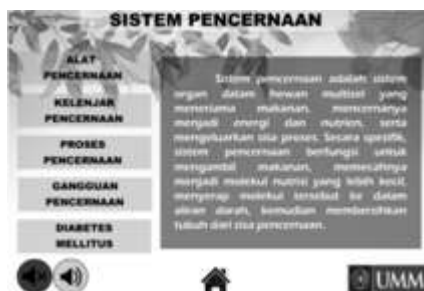 SISTEM PENCERNAAN
ALAT
PENCERNAAN
KELENJAR
PENCERNAAN
PROSES
PENCERNAAN
GANGGUAN
PENCERNAAN
DIABETES
MELLITUS
Sistem pencernaan adalah sistem
organ dalam hewan multisel yang
menerima makanan, mencernanya
menjadi energi dan nutrien, serta
mengeluarkan sisa proses. Secara spesifik,
sistem pencernaan berfungsi untuk
mengambil makanan, memecahnya
menjadi molekul nutrisi yang lebih kecil,
menyerap molekul tersebut ke dalam
aliran darah, kemudian membersihkan
tubuh dari sisa pencernaan.
UMM